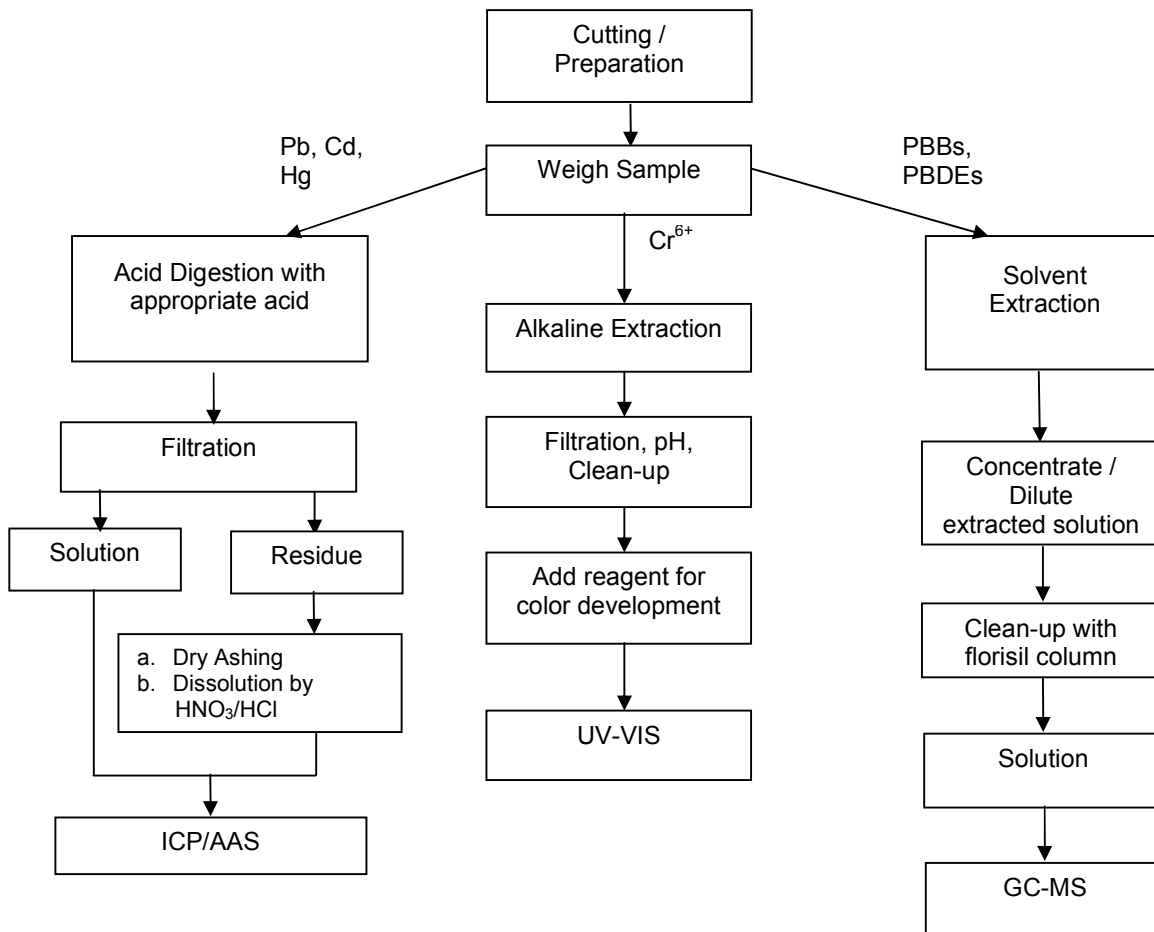 Cutting /
Preparation
Pb, Cd,
Hg
Weigh Sample
PBBs,
PBDEs
Cr⁶⁺
Acid Digestion with
appropriate acid
Solvent
Extraction
Alkaline Extraction
Filtration
Filtration, pH,
Clean-up
Concentrate /
Dilute
extracted solution
Solution
Residue
Add reagent for
color development
Clean-up with
florisil column
a. Dry Ashing
b. Dissolution by
HNO₃/HCl
UV-VIS
Solution
ICP/AAS
GC-MS